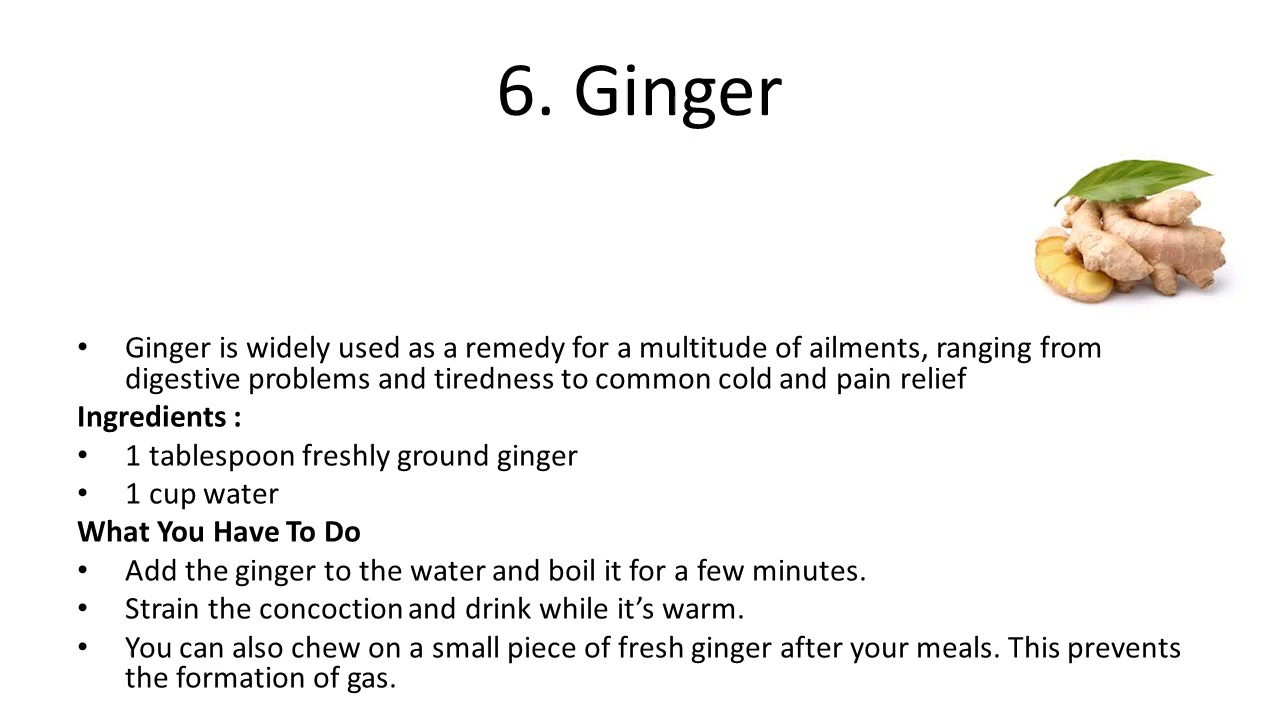 6. Ginger
• Ginger is widely used as a remedy for a multitude of ailments, ranging from
digestive problems and tiredness to common cold and pain relief
Ingredients :
• 1 tablespoon freshly ground ginger
• 1 cup water
What You Have To Do
• Add the ginger to the water and boil it for a few minutes.
• Strain the concoction and drink while it’s warm.
• You can also chew on a small piece of fresh ginger after your meals. This prevents
the formation of gas.